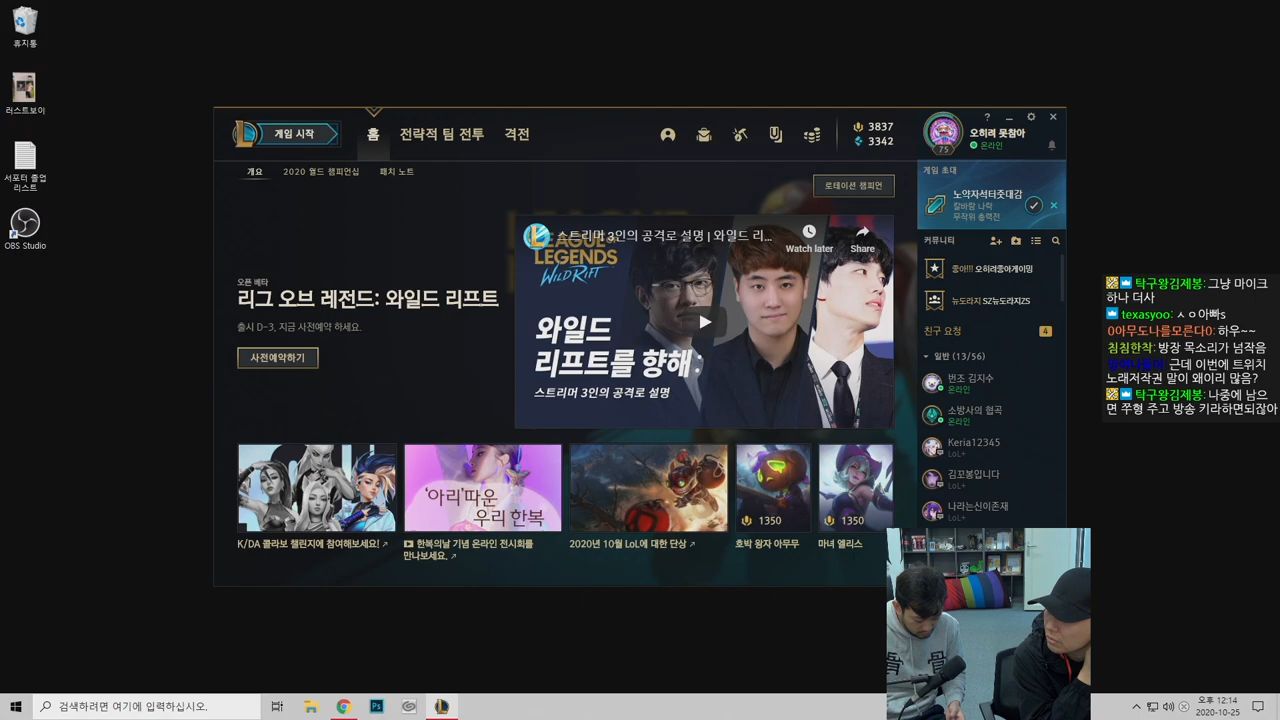 휴지통
러스트보이
서포터 졸업
리스트
OBS Studio
게임 시작
홈
전략적 팀 전투
격전
3837
3342
?
75
오히려 못참아
온라인
개요
2020 월드 챔피언십
패치 노트
로테이션 챔피언
오픈 베타
리그 오브 레전드: 와일드 리프트
출시 D-3, 지금 사전예약 하세요.
사전예약하기
스트리머 3인의 공격로 설명 | 와일드 리...
Watch later
Share
LEAGUE OF
LEGENDS
WILD RIFT
와일드
리프트를 향해:
스트리머 3인의 공격로 설명
K/DA 콜라보 챌린지에 참여해보세요!
'아리'따운
우리 한복
한복의날 기념 온라인 전시회를
만나보세요.
2020년 10월 LoL에 대한 단상
1350
호박 왕자 아무무
1350
마녀 엘리스
게임 초대
노약자석터줏대감
칼바람 나락
무작위 총력전
커뮤니티
좋아!!! 오히려좋아게이밍
뉴도라지 SZ뉴도라지ZS
친구 요청
4
일반 (13/56)
번조 김지수
온라인
소방사의 협곡
온라인
Keria12345
LoL+
김꼬봉입니다
LoL+
나라는신이존재
LoL+
탁구왕김제봉: 그냥 마이크
하나 더사
texasyoo: ㅅㅇ아빠s
0아무도나를모른다0: 하우~~
침침한착: 방장 목소리가 넘작음
근데 이번에 트위치
노래저작권 말이 왜이리 많음?
탁구왕김제봉: 나중에 남으
면 쭈형 주고 방송 키라하면되잖아
검색하려면 여기에 입력하십시오.
Ps
오후 12:14
2020-10-25